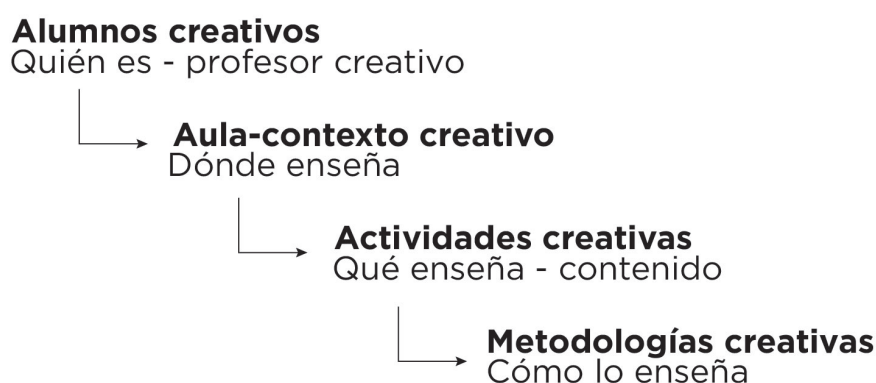 Alumnos creativos
Quién es - profesor creativo
Aula-contexto creativo
Dónde enseña
Actividades creativas
Qué enseña - contenido
Metodologías creativas
Cómo lo enseña